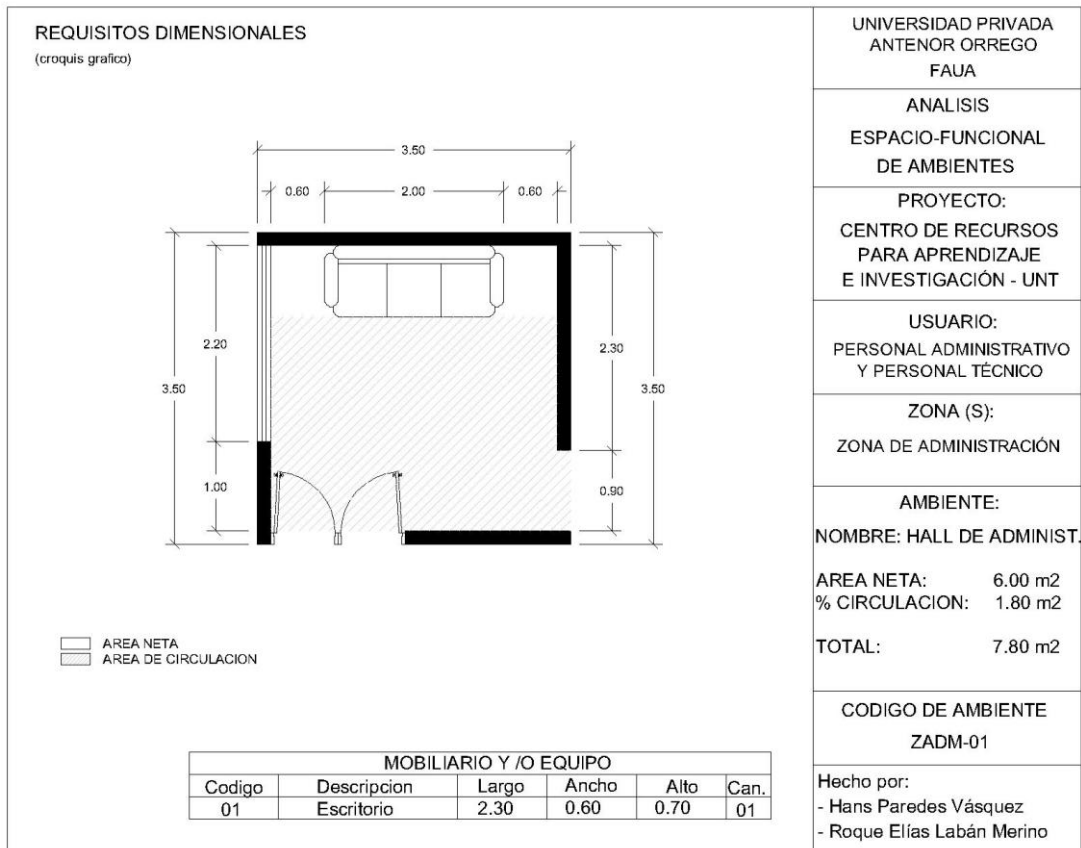 REQUISITOS DIMENSIONALES
(croquis grafico)
3.50
0.60 2.00 0.60
2.20
3.50
1.00
2.30
3.50
0.90
AREA NETA
AREA DE CIRCULACION
MOBILIARIO Y /O EQUIPO
Codigo Descripcion Largo Ancho Alto Can.
01 Escritorio 2.30 0.60 0.70 01
UNIVERSIDAD PRIVADA
ANTENOR ORREGO
FAUA
ANALISIS
ESPACIO-FUNCIONAL
DE AMBIENTES
PROYECTO:
CENTRO DE RECURSOS
PARA APRENDIZAJE
E INVESTIGACIÓN - UNT
USUARIO:
PERSONAL ADMINISTRATIVO
Y PERSONAL TÉCNICO
ZONA (S):
ZONA DE ADMINISTRACIÓN
AMBIENTE:
NOMBRE: HALL DE ADMINIST.
AREA NETA: 6.00 m2
% CIRCULACION: 1.80 m2
TOTAL: 7.80 m2
CODIGO DE AMBIENTE
ZADM-01
Hecho por:
- Hans Paredes Vásquez
- Roque Elías Labán Merino